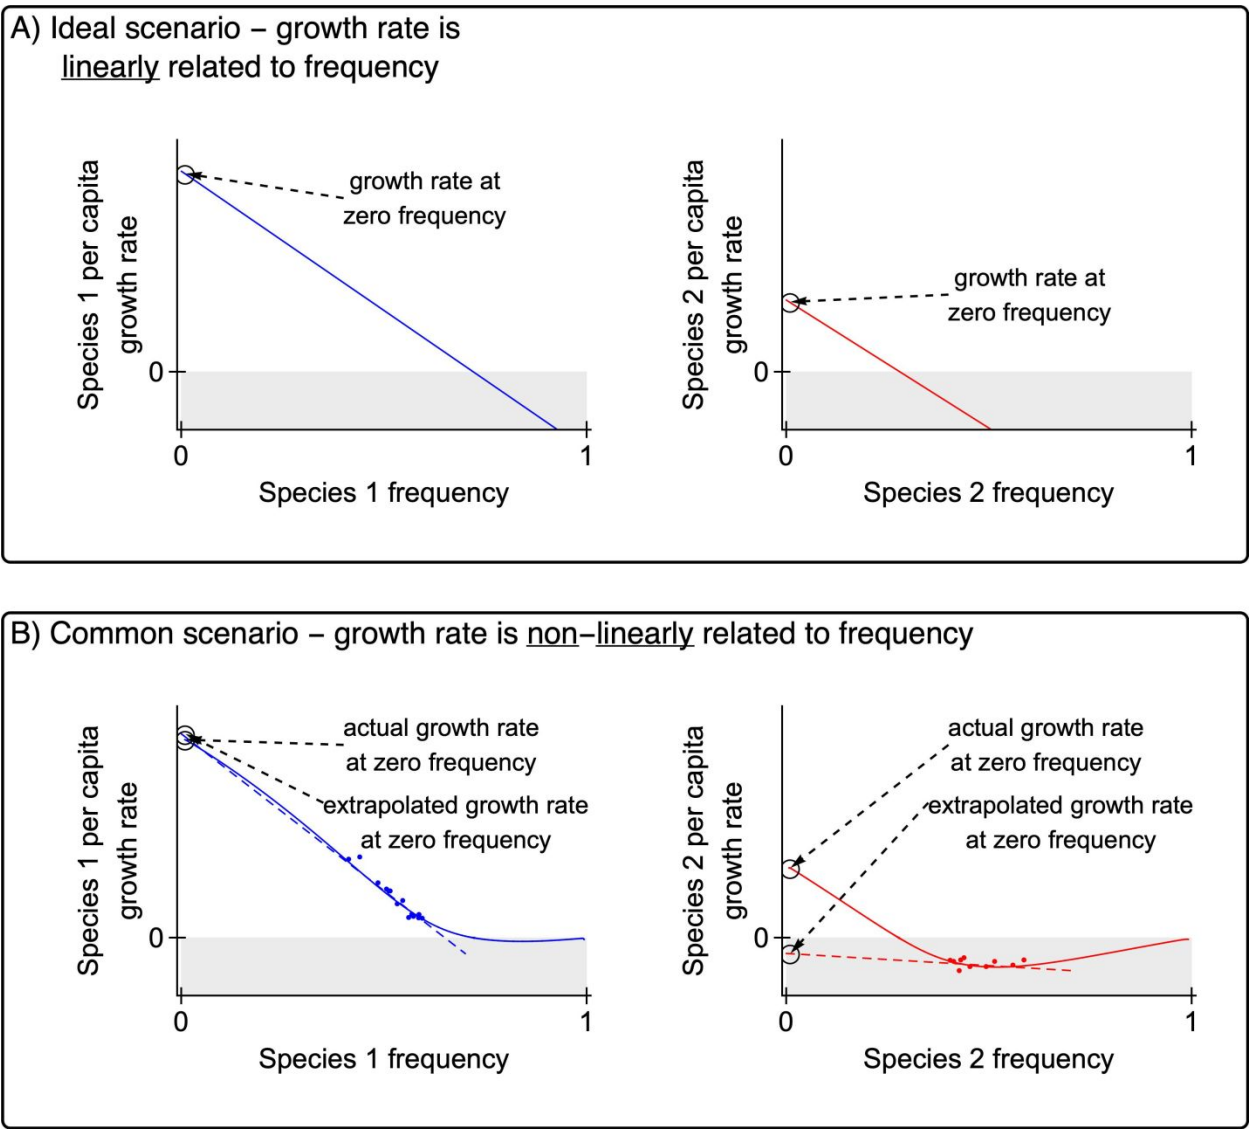 A) Ideal scenario – growth rate is
linearly related to frequency
Species 1 per capita
growth rate
growth rate at
zero frequency
0
0
1
Species 1 frequency
Species 2 per capita
growth rate
growth rate at
zero frequency
0
0
1
Species 2 frequency
B) Common scenario – growth rate is non–linearly related to frequency
Species 1 per capita
growth rate
actual growth rate
at zero frequency
extrapolated growth rate
at zero frequency
0
0
1
Species 1 frequency
Species 2 per capita
growth rate
actual growth rate
at zero frequency
extrapolated growth rate
at zero frequency
0
0
1
Species 2 frequency